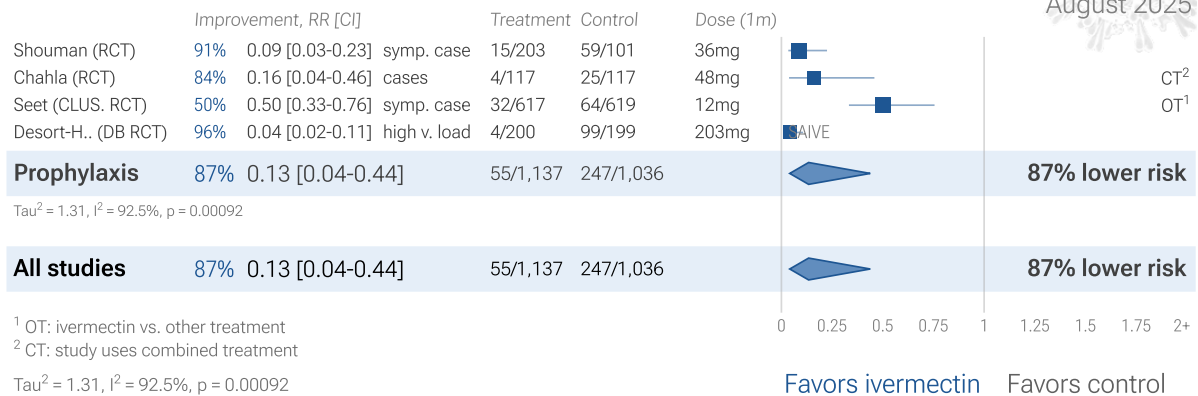 August 2025
Improvement, RR [CI] Treatment Control Dose (1m)
Shouman (RCT) 91% 0.09 [0.03-0.23] symp. case 15/203 59/101 36mg
Chahla (RCT) 84% 0.16 [0.04-0.46] cases 4/117 25/117 48mg CT2
Seet (CLUS. RCT) 50% 0.50 [0.33-0.76] symp. case 32/617 64/619 12mg OT1
Desort-H.. (DB RCT) 96% 0.04 [0.02-0.11] high v. load 4/200 99/199 203mg SAIVE
Prophylaxis 87% 0.13 [0.04-0.44] 55/1,137 247/1,036 87% lower risk
Tau2 = 1.31, I2 = 92.5%, p = 0.00092
All studies 87% 0.13 [0.04-0.44] 55/1,137 247/1,036 87% lower risk
0 0.25 0.5 0.75 1 1.25 1.5 1.75 2+
1 OT: ivermectin vs. other treatment
2 CT: study uses combined treatment
Tau2 = 1.31, I2 = 92.5%, p = 0.00092 Favors ivermectin Favors control